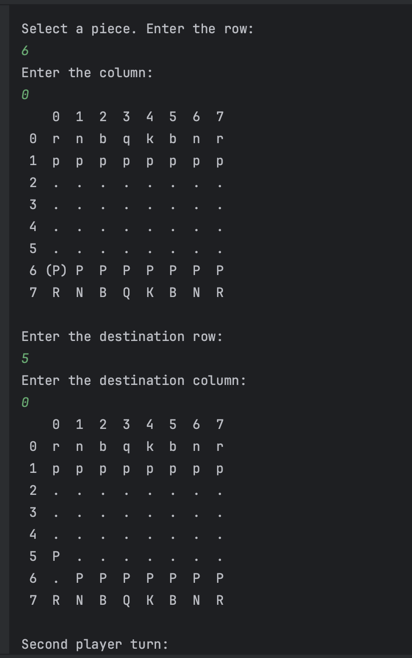 Select a piece. Enter the row:
6
Enter the column:
0
    0  1  2  3  4  5  6  7
 0  r  n  b  q  k  b  n  r
 1  p  p  p  p  p  p  p  p
 2  .  .  .  .  .  .  .  .
 3  .  .  .  .  .  .  .  .
 4  .  .  .  .  .  .  .  .
 5  .  .  .  .  .  .  .  .
 6 (P) P  P  P  P  P  P  P
 7  R  N  B  Q  K  B  N  R
Enter the destination row:
5
Enter the destination column:
0
    0  1  2  3  4  5  6  7
 0  r  n  b  q  k  b  n  r
 1  p  p  p  p  p  p  p  p
 2  .  .  .  .  .  .  .  .
 3  .  .  .  .  .  .  .  .
 4  .  .  .  .  .  .  .  .
 5  P  .  .  .  .  .  .  .
 6  .  P  P  P  P  P  P  P
 7  R  N  B  Q  K  B  N  R
Second player turn: